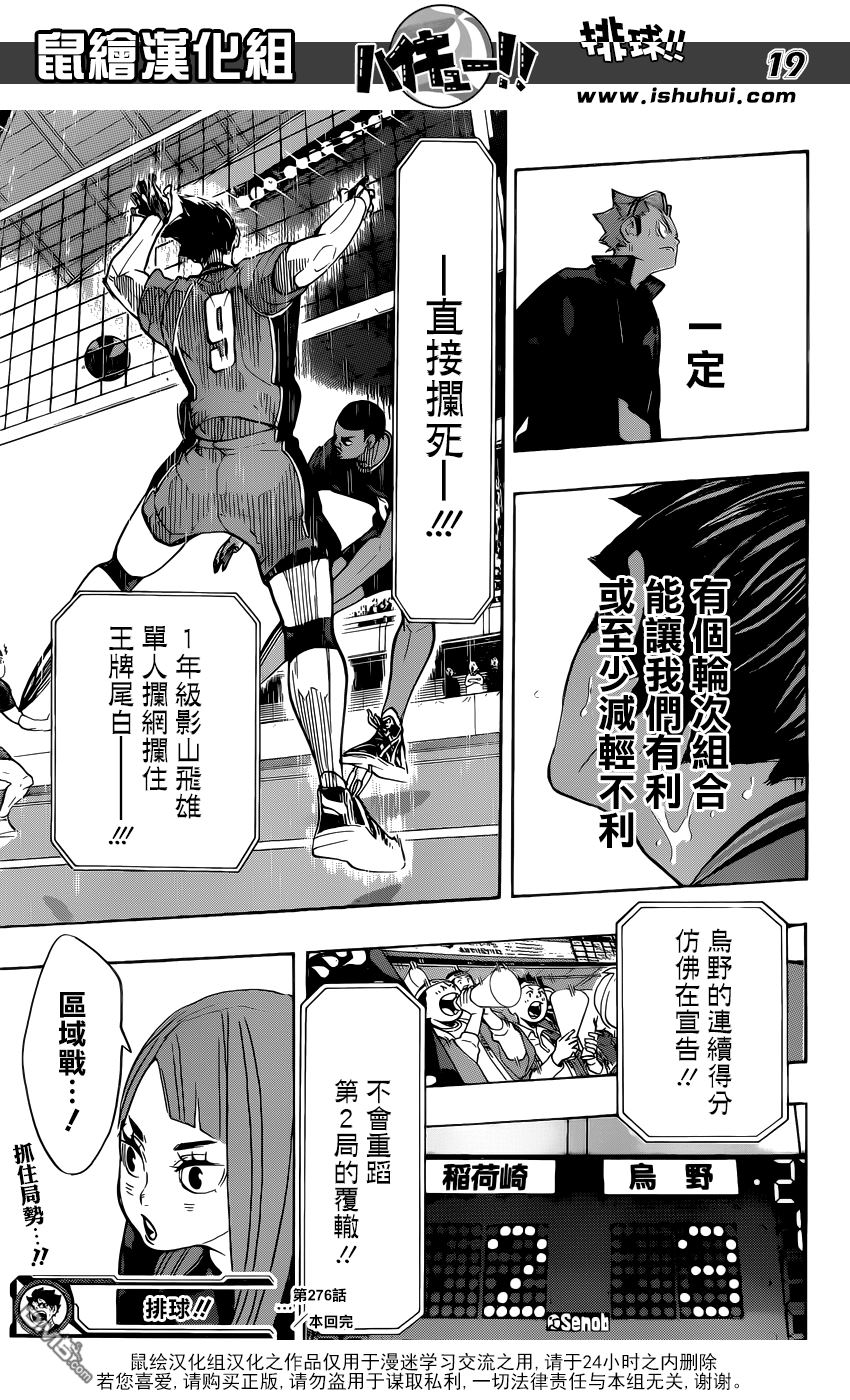 鼠繪漢化組
ハイキュー!!
排球!!
19
www.ishuhui.com
一定
有個輪次組合
能讓我們有利
或至少減輕不利
—直接攔死—!!!
9
1年級影山飛雄
單人攔網攔住
王牌尾白——!!!
烏野的連續得分
仿佛在宣告!!
不會重蹈
第2局的覆轍!!
稻荷崎
烏野
2
3
Senoh
區域戰…!
抓住局勢…!!
排球!!
…第276話
／本回完
鼠绘汉化组汉化之作品仅用于漫迷学习交流之用, 请于24小时之内删除
若您喜爱, 请购买正版, 请勿盗用于谋取私利, 一切法律责任与本组无关, 谢谢。